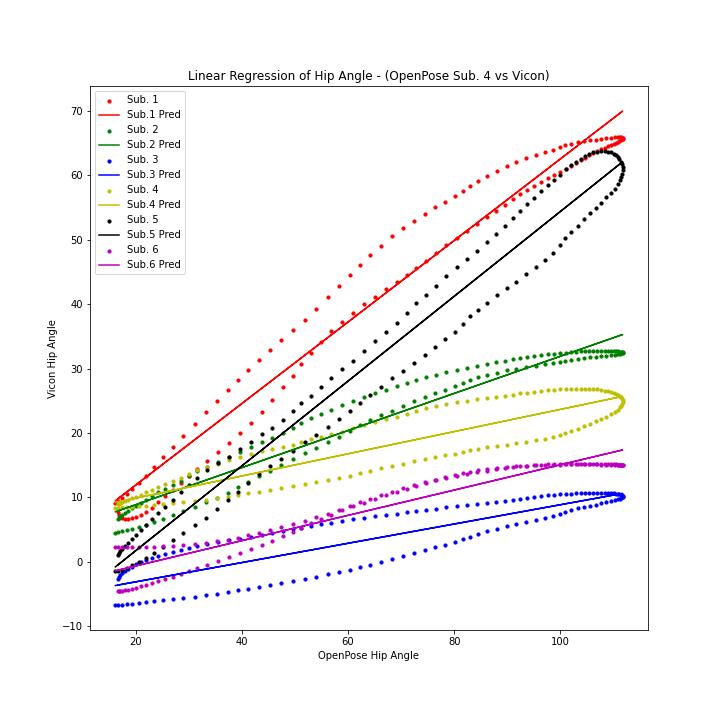 Linear Regression of Hip Angle - (OpenPose Sub. 4 vs Vicon)
Sub. 1
Sub.1 Pred
Sub. 2
Sub.2 Pred
Sub. 3
Sub.3 Pred
Sub. 4
Sub.4 Pred
Sub. 5
Sub.5 Pred
Sub. 6
Sub.6 Pred
70
60
50
40
30
20
10
0
−10
Vicon Hip Angle
20 40 60 80 100
OpenPose Hip Angle